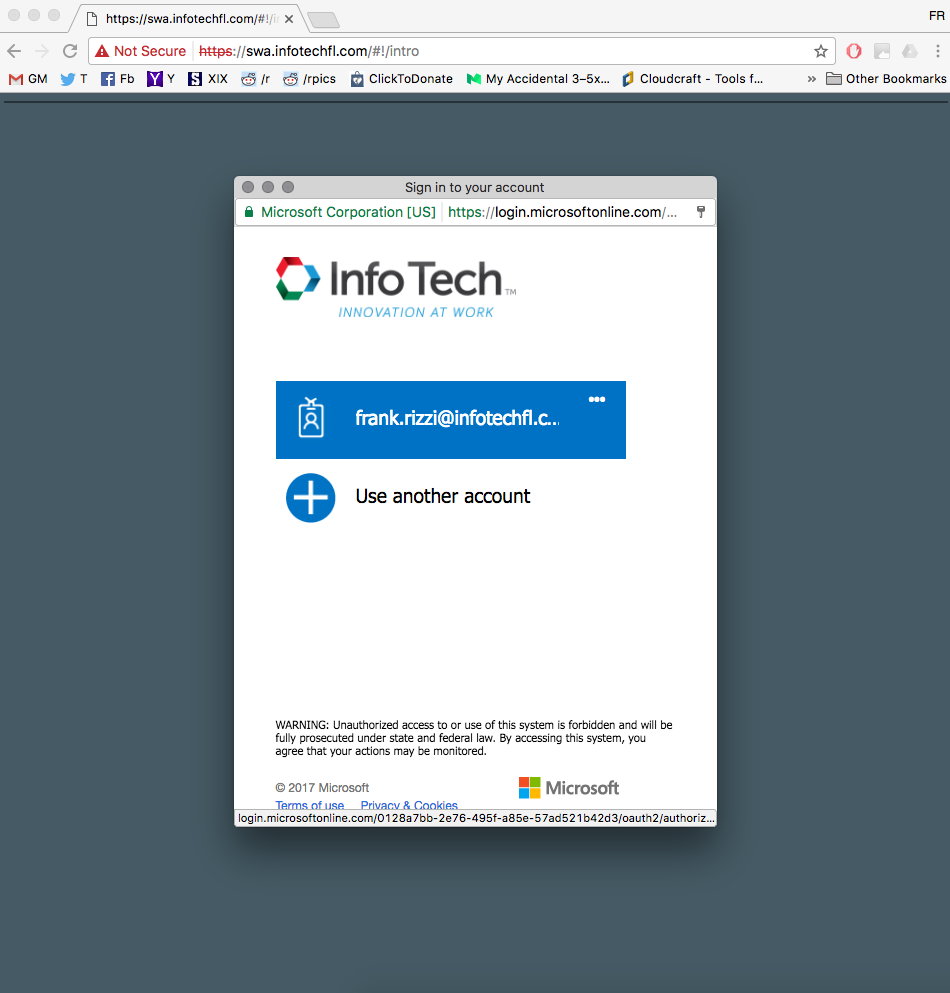 https://swa.infotechfl.com/#!/i
FR
Not Secure https://swa.infotechfl.com/#!/intro
GM T Fb Y XIX /r /rpics ClickToDonate My Accidental 3–5x... Cloudcraft - Tools f... » Other Bookmarks
Sign in to your account
Microsoft Corporation [US] https://login.microsoftonline.com/...
Info Tech™
INNOVATION AT WORK
frank.rizzi@infotechfl.c...
Use another account
WARNING: Unauthorized access to or use of this system is forbidden and will be
fully prosecuted under state and federal law. By accessing this system, you
agree that your actions may be monitored.
© 2017 Microsoft
Microsoft
Terms of use Privacy & Cookies
login.microsoftonline.com/0128a7bb-2e76-495f-a85e-57ad521b42d3/oauth2/authoriz...